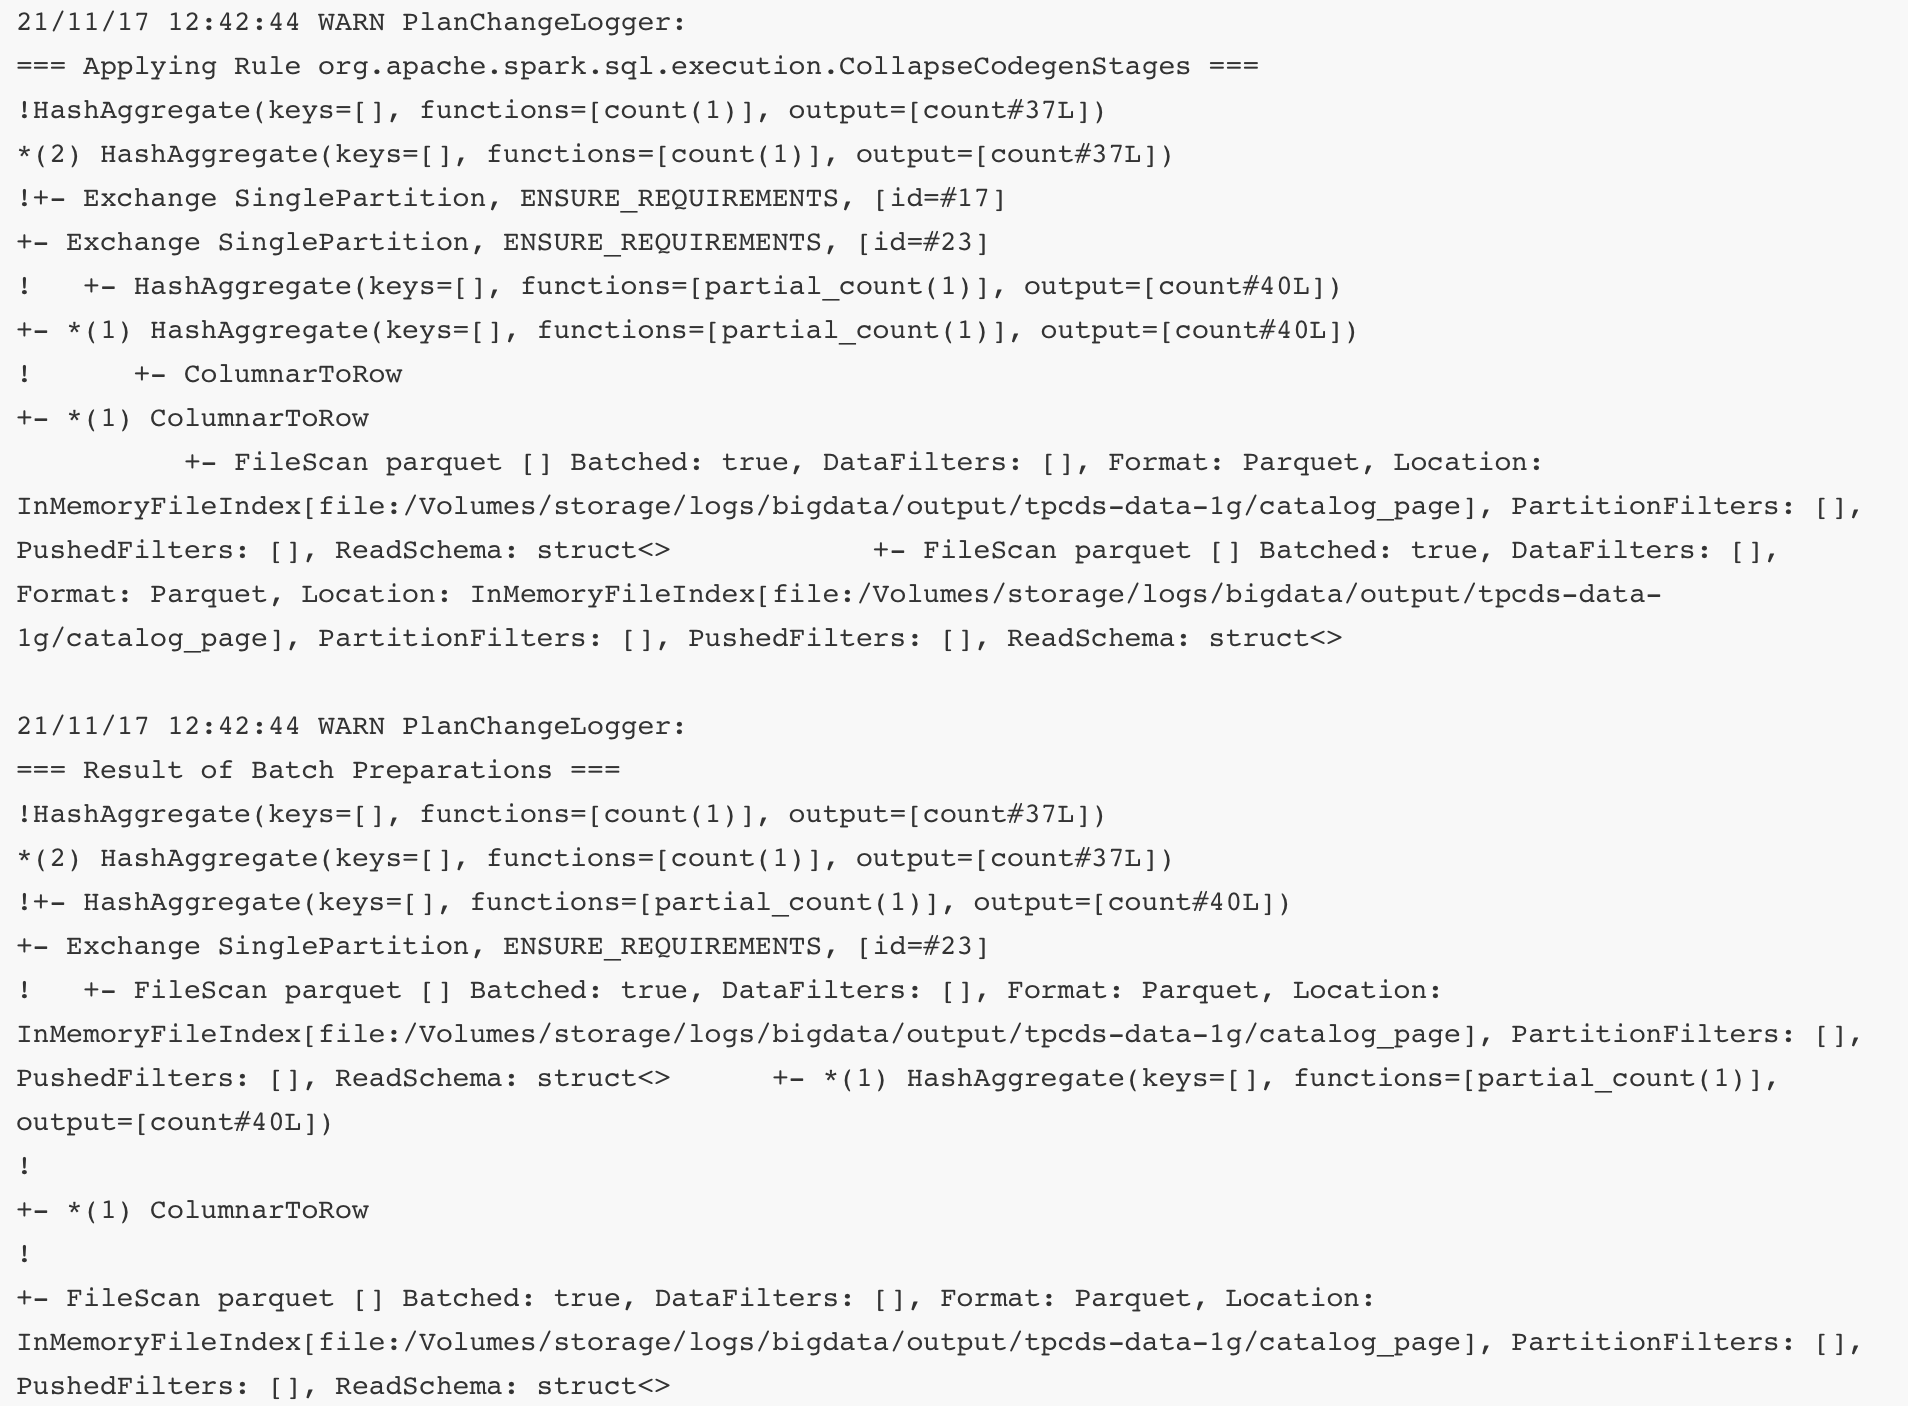 21/11/17 12:42:44 WARN PlanChangeLogger:
=== Applying Rule org.apache.spark.sql.execution.CollapseCodegenStages ===
!HashAggregate(keys=[], functions=[count(1)], output=[count#37L])
*(2) HashAggregate(keys=[], functions=[count(1)], output=[count#37L])
!+- Exchange SinglePartition, ENSURE_REQUIREMENTS, [id=#17]
+- Exchange SinglePartition, ENSURE_REQUIREMENTS, [id=#23]
!   +- HashAggregate(keys=[], functions=[partial_count(1)], output=[count#40L])
+- *(1) HashAggregate(keys=[], functions=[partial_count(1)], output=[count#40L])
!      +- ColumnarToRow
+- *(1) ColumnarToRow
          +- FileScan parquet [] Batched: true, DataFilters: [], Format: Parquet, Location:
InMemoryFileIndex[file:/Volumes/storage/logs/bigdata/output/tpcds-data-1g/catalog_page], PartitionFilters: [],
PushedFilters: [], ReadSchema: struct<>            +- FileScan parquet [] Batched: true, DataFilters: [],
Format: Parquet, Location: InMemoryFileIndex[file:/Volumes/storage/logs/bigdata/output/tpcds-data-
1g/catalog_page], PartitionFilters: [], PushedFilters: [], ReadSchema: struct<>

21/11/17 12:42:44 WARN PlanChangeLogger:
=== Result of Batch Preparations ===
!HashAggregate(keys=[], functions=[count(1)], output=[count#37L])
*(2) HashAggregate(keys=[], functions=[count(1)], output=[count#37L])
!+- HashAggregate(keys=[], functions=[partial_count(1)], output=[count#40L])
+- Exchange SinglePartition, ENSURE_REQUIREMENTS, [id=#23]
!   +- FileScan parquet [] Batched: true, DataFilters: [], Format: Parquet, Location:
InMemoryFileIndex[file:/Volumes/storage/logs/bigdata/output/tpcds-data-1g/catalog_page], PartitionFilters: [],
PushedFilters: [], ReadSchema: struct<>      +- *(1) HashAggregate(keys=[], functions=[partial_count(1)],
output=[count#40L])
!
+- *(1) ColumnarToRow
!
+- FileScan parquet [] Batched: true, DataFilters: [], Format: Parquet, Location:
InMemoryFileIndex[file:/Volumes/storage/logs/bigdata/output/tpcds-data-1g/catalog_page], PartitionFilters: [],
PushedFilters: [], ReadSchema: struct<>